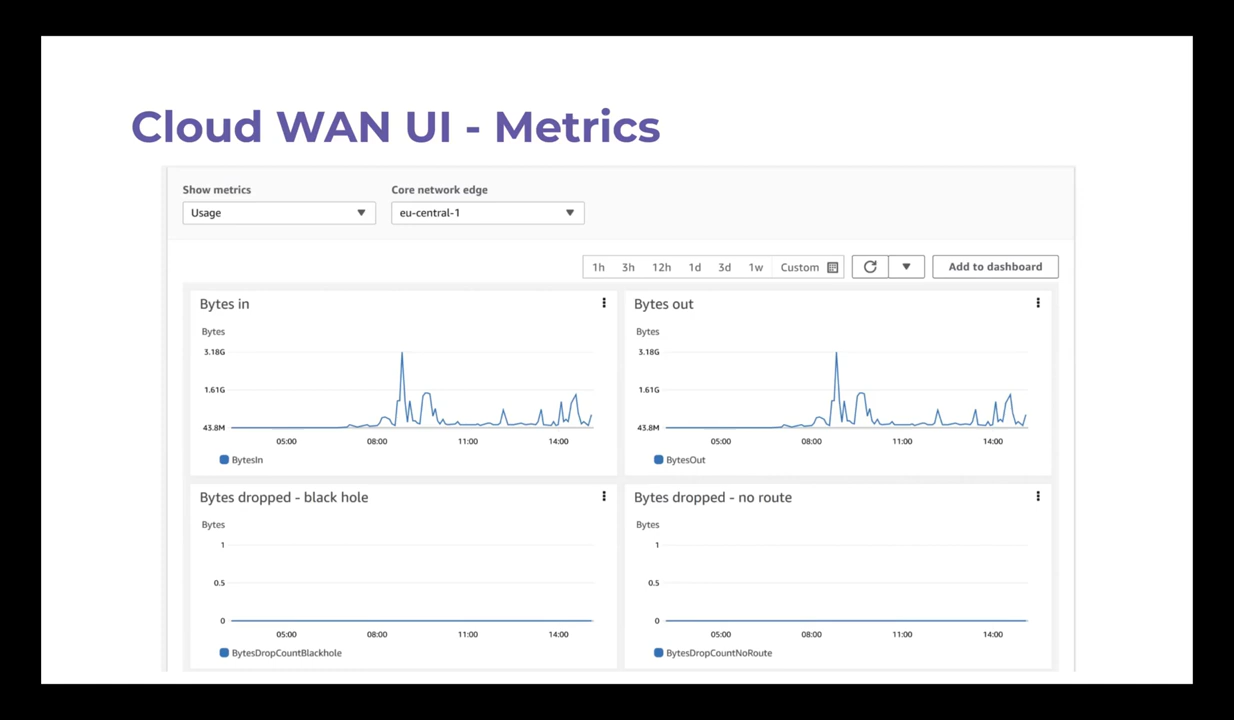 Cloud WAN UI - Metrics
Show metrics
Core network edge
Usage
eu-central-1
1h 3h 12h 1d 3d 1w Custom
Add to dashboard
Bytes in
Bytes
3.18G
1.61G
43.8M
05:00 08:00 11:00 14:00
BytesIn
Bytes out
Bytes
3.18G
1.61G
43.8M
05:00 08:00 11:00 14:00
BytesOut
Bytes dropped - black hole
Bytes
1
0.5
0
05:00 08:00 11:00 14:00
BytesDropCountBlackhole
Bytes dropped - no route
Bytes
1
0.5
0
05:00 08:00 11:00 14:00
BytesDropCountNoRoute